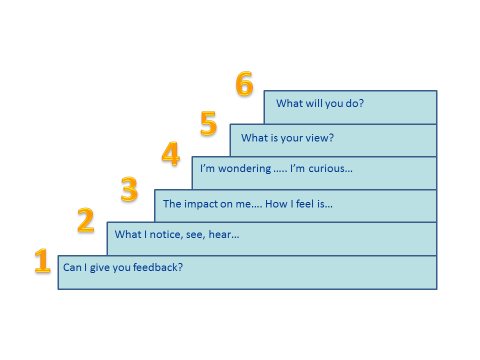 6
What will you do?
5
What is your view?
4
I'm wondering ..... I'm curious...
3
The impact on me.... How I feel is...
2
What I notice, see, hear...
1
Can I give you feedback?